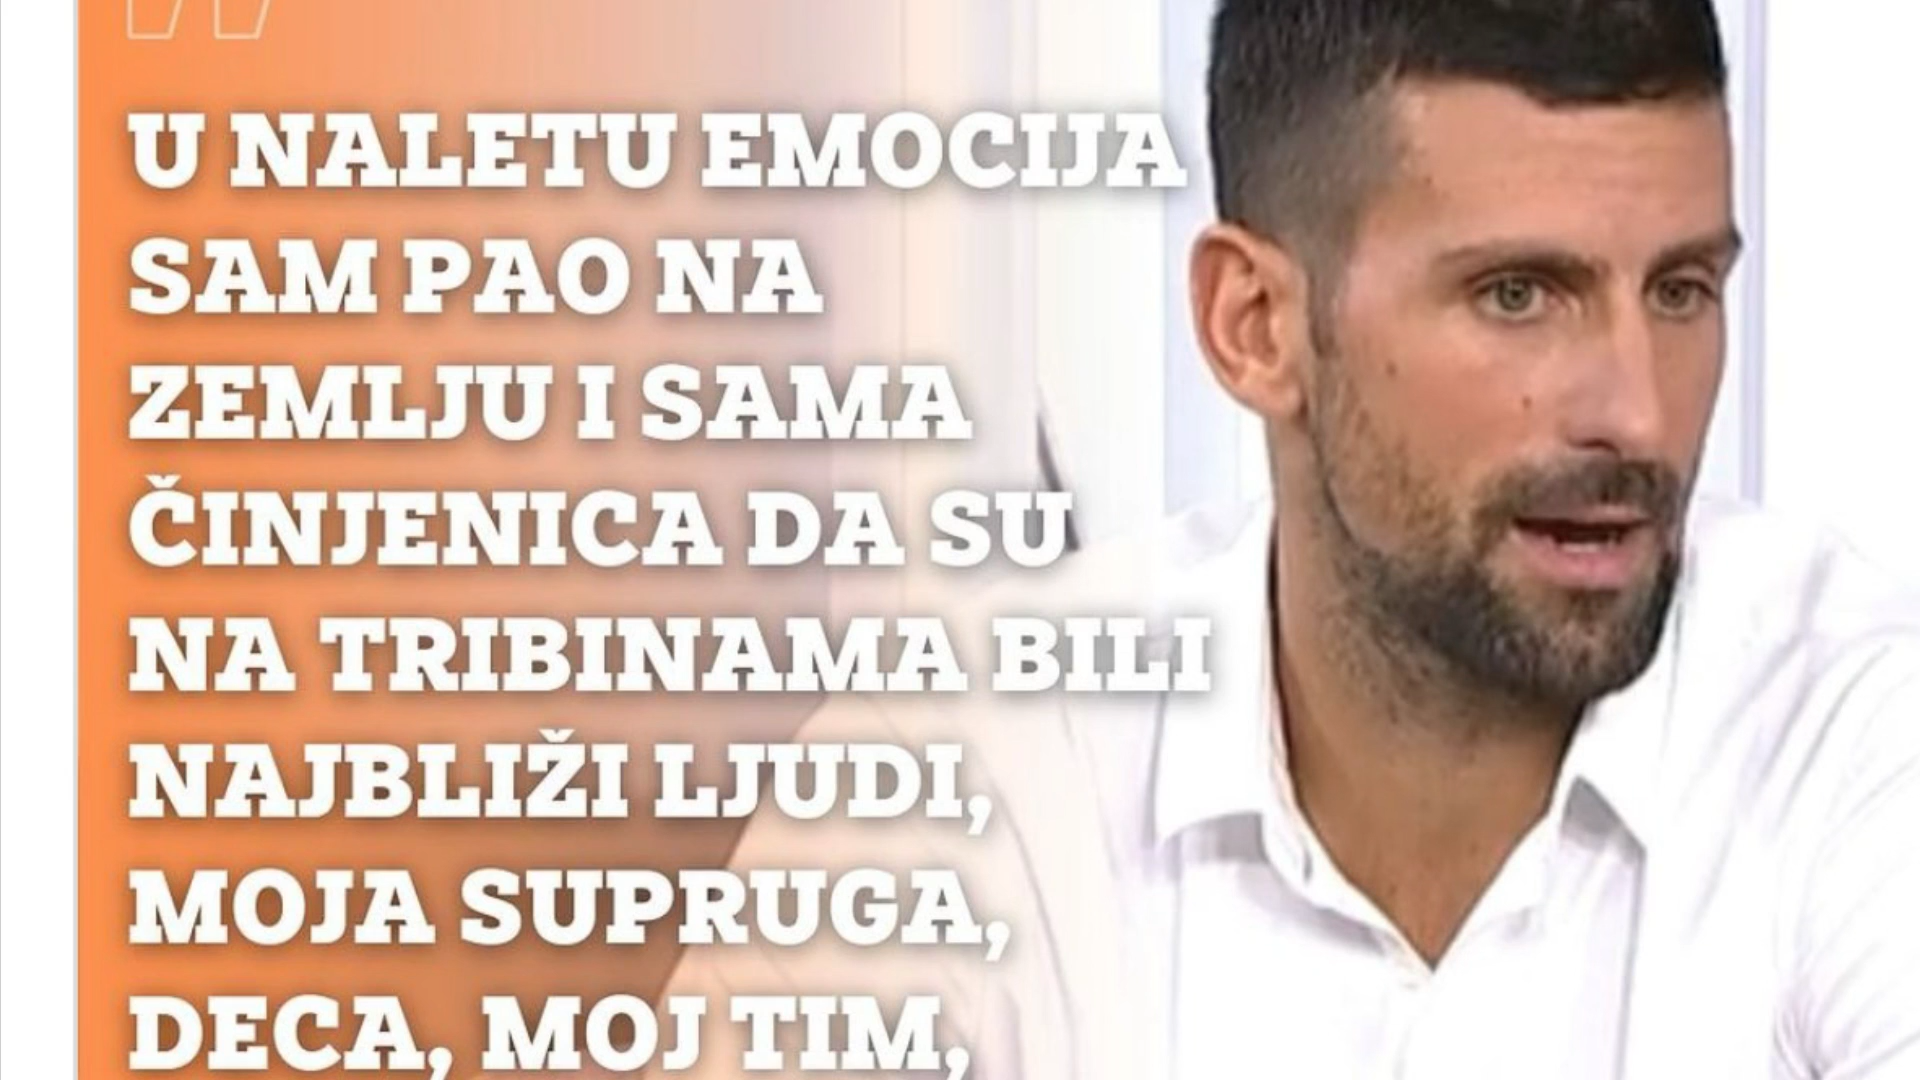 U NALETU EMOCIJA
SAM PAO NA
ZEMLJU I SAMA
ČINJENICA DA SU
NA TRIBINAMA BILI
NAJBLIŽI LJUDI,
MOJA SUPRUGA,
DECA, MOJ TIM,